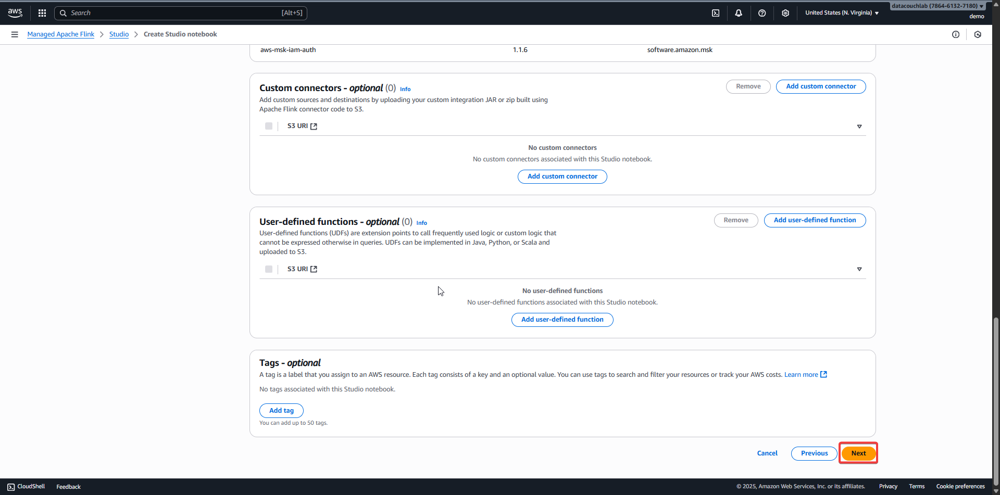 aws
Search
[Alt+S]
United States (N. Virginia)
datacouchlab (7864-6132-7180)
demo
Managed Apache Flink
Studio
Create Studio notebook
aws-msk-iam-auth
1.1.6
software.amazon.msk
Custom connectors - optional (0) Info
Remove
Add custom connector
Add custom sources and destinations by uploading your custom integration JAR or zip built using
Apache Flink connector code to S3.
S3 URI
No custom connectors
No custom connectors associated with this Studio notebook.
Add custom connector
User-defined functions - optional (0) Info
Remove
Add user-defined function
User-defined functions (UDFs) are extension points to call frequently used logic or custom logic that
cannot be expressed otherwise in queries. UDFs can be implemented in Java, Python, or Scala and
uploaded to S3.
S3 URI
No user-defined functions
No user-defined functions associated with this Studio notebook.
Add user-defined function
Tags - optional
A tag is a label that you assign to an AWS resource. Each tag consists of a key and an optional value. You can use tags to search and filter your resources or track your AWS costs. Learn more
No tags associated with this Studio notebook.
Add tag
You can add up to 50 tags.
Cancel
Previous
Next
CloudShell
Feedback
© 2025, Amazon Web Services, Inc. or its affiliates.
Privacy
Terms
Cookie preferences